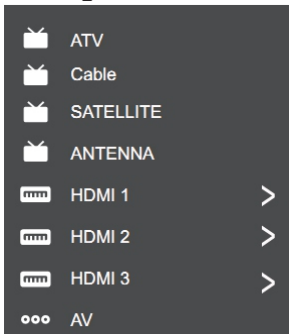 ATV
Cable
SATELLITE
ANTENNA
HDMI 1
HDMI 2
HDMI 3
AV